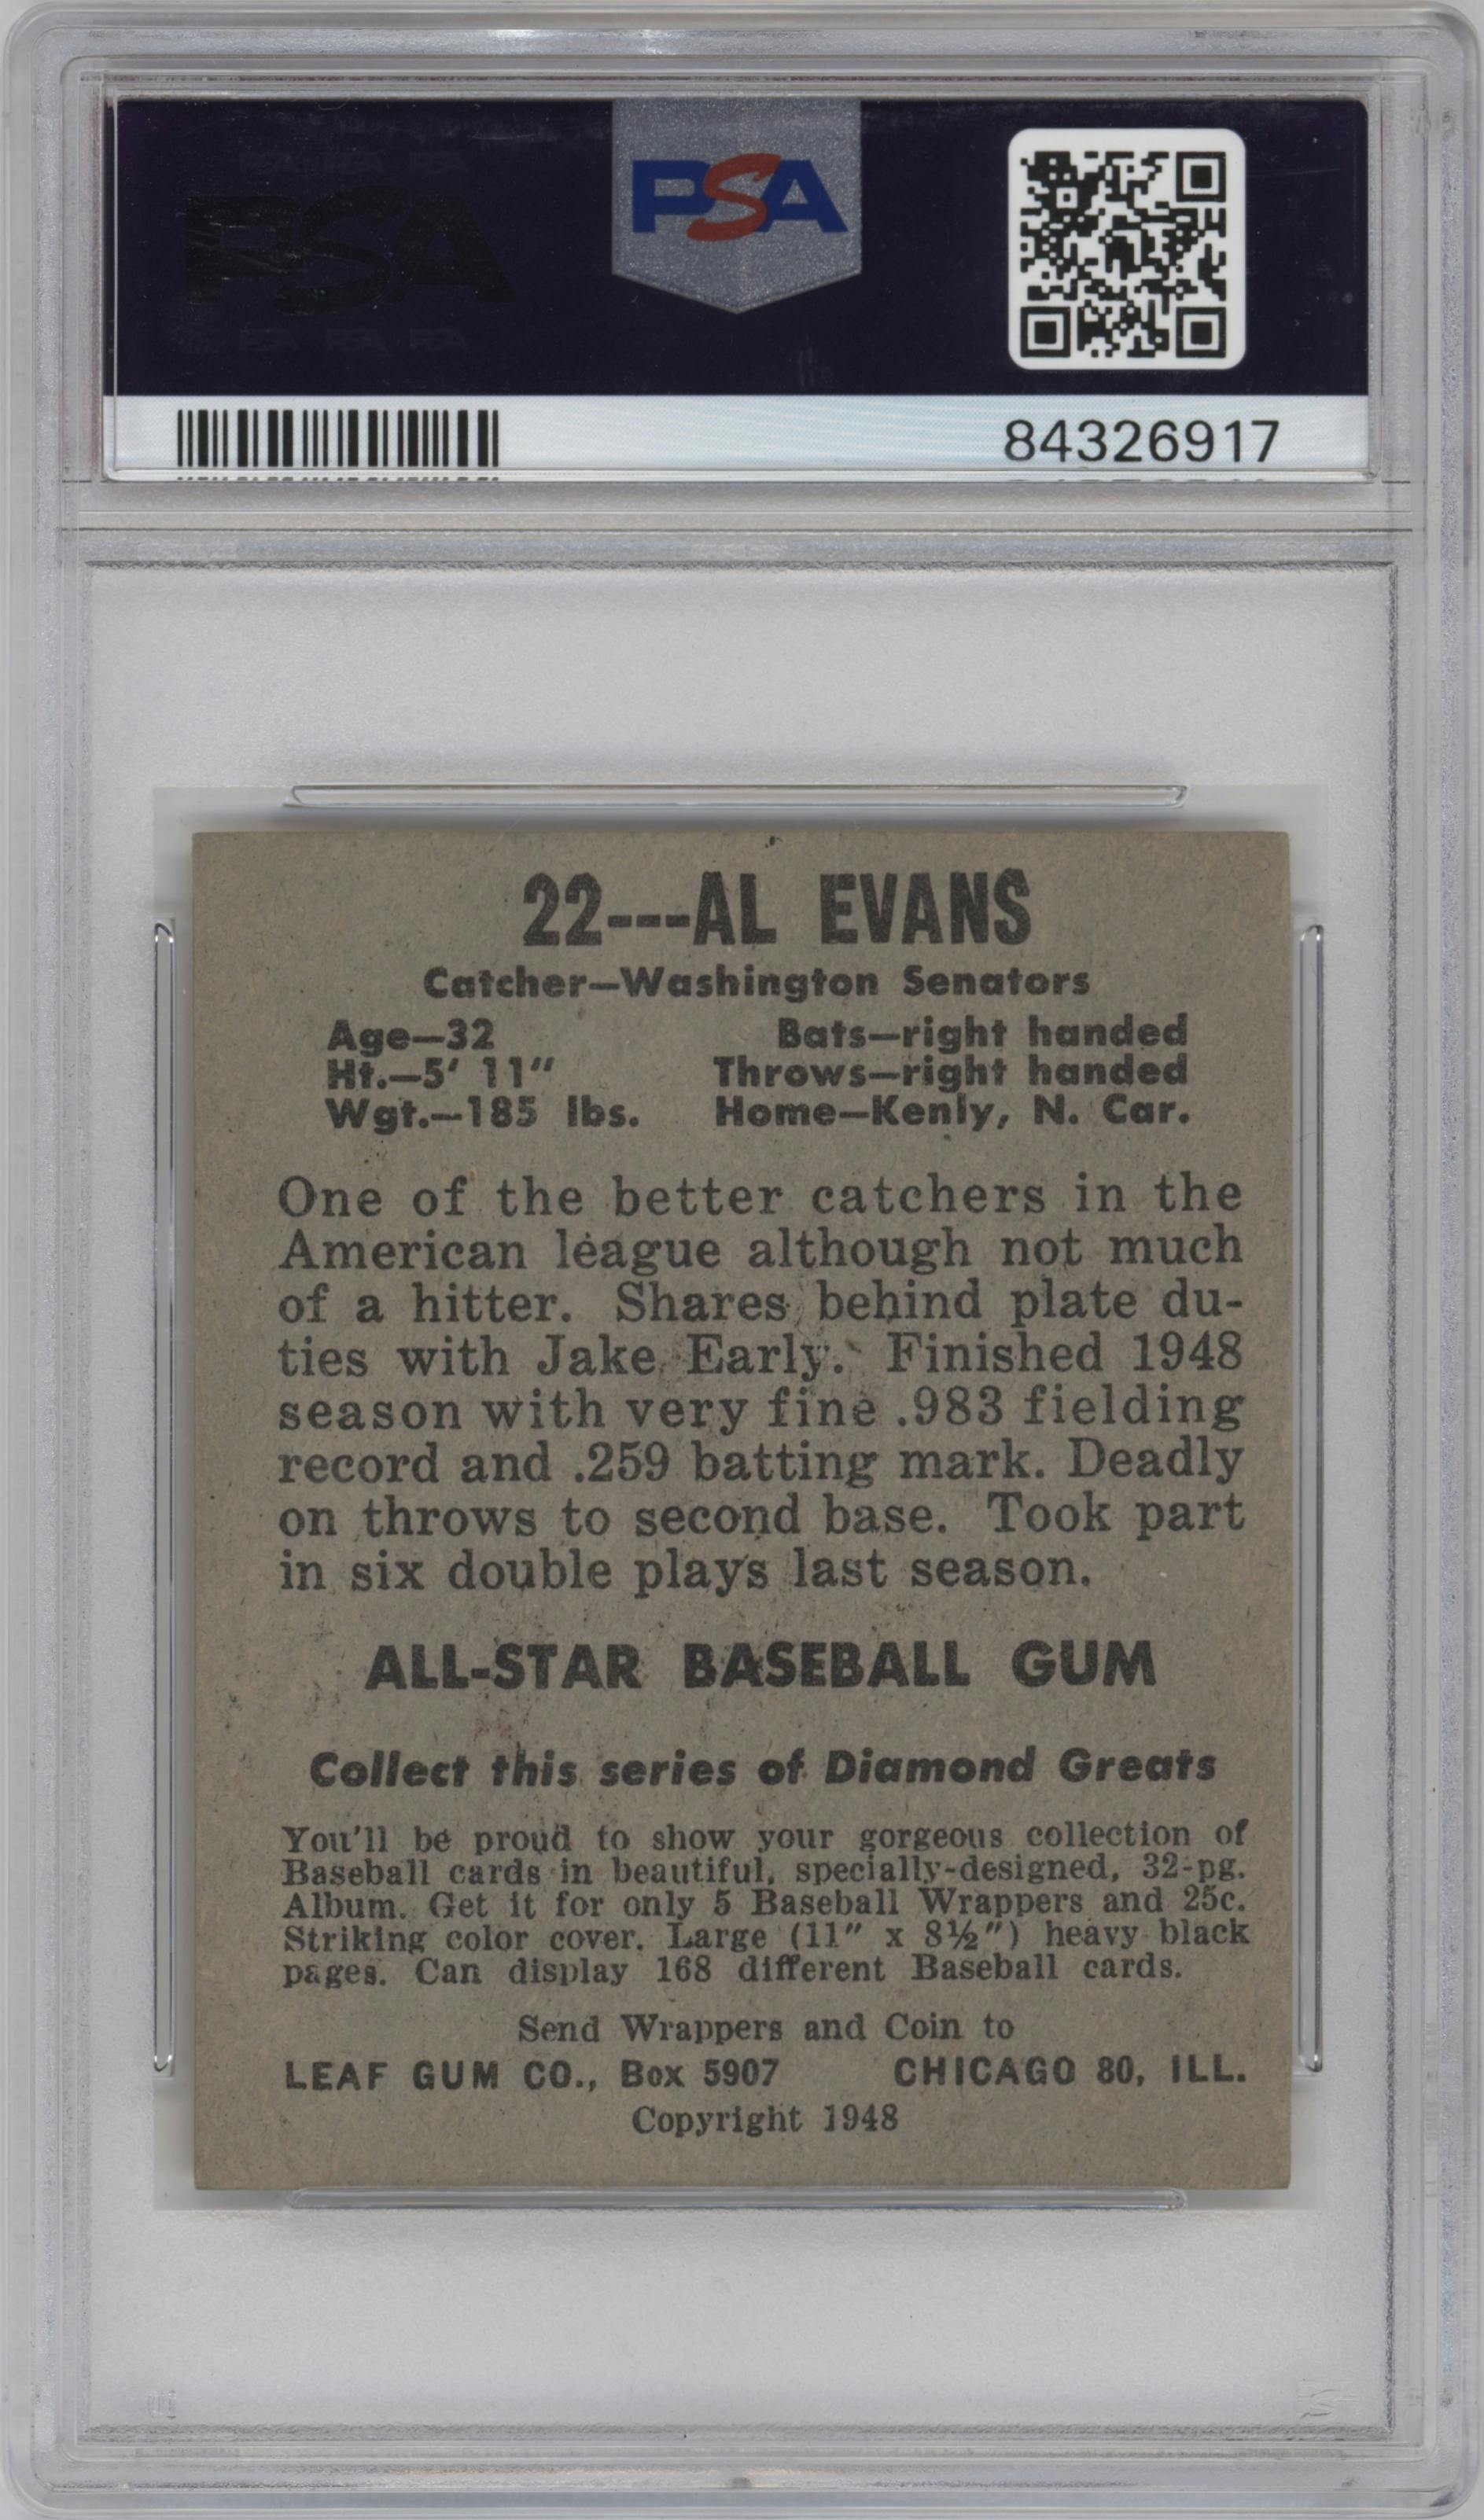 PSA
PSA
84326917
22---AL EVANS
Catcher—Washington Senators
Age—32 Bats—right handed
Ht.—5' 11" Throws—right handed
Wgt.—185 lbs. Home—Kenly, N. Car.
One of the better catchers in the
American league although not much
of a hitter. Shares behind plate du-
ties with Jake Early. Finished 1948
season with very fine .983 fielding
record and .259 batting mark. Deadly
on throws to second base. Took part
in six double plays last season.
ALL-STAR BASEBALL GUM
Collect this series of Diamond Greats
You'll be proud to show your gorgeous collection of
Baseball cards in beautiful, specially-designed, 32-pg.
Album. Get it for only 5 Baseball Wrappers and 25c.
Striking color cover. Large (11" x 8½") heavy black
pages. Can display 168 different Baseball cards.
Send Wrappers and Coin to
LEAF GUM CO., Box 5907 CHICAGO 80, ILL.
Copyright 1948